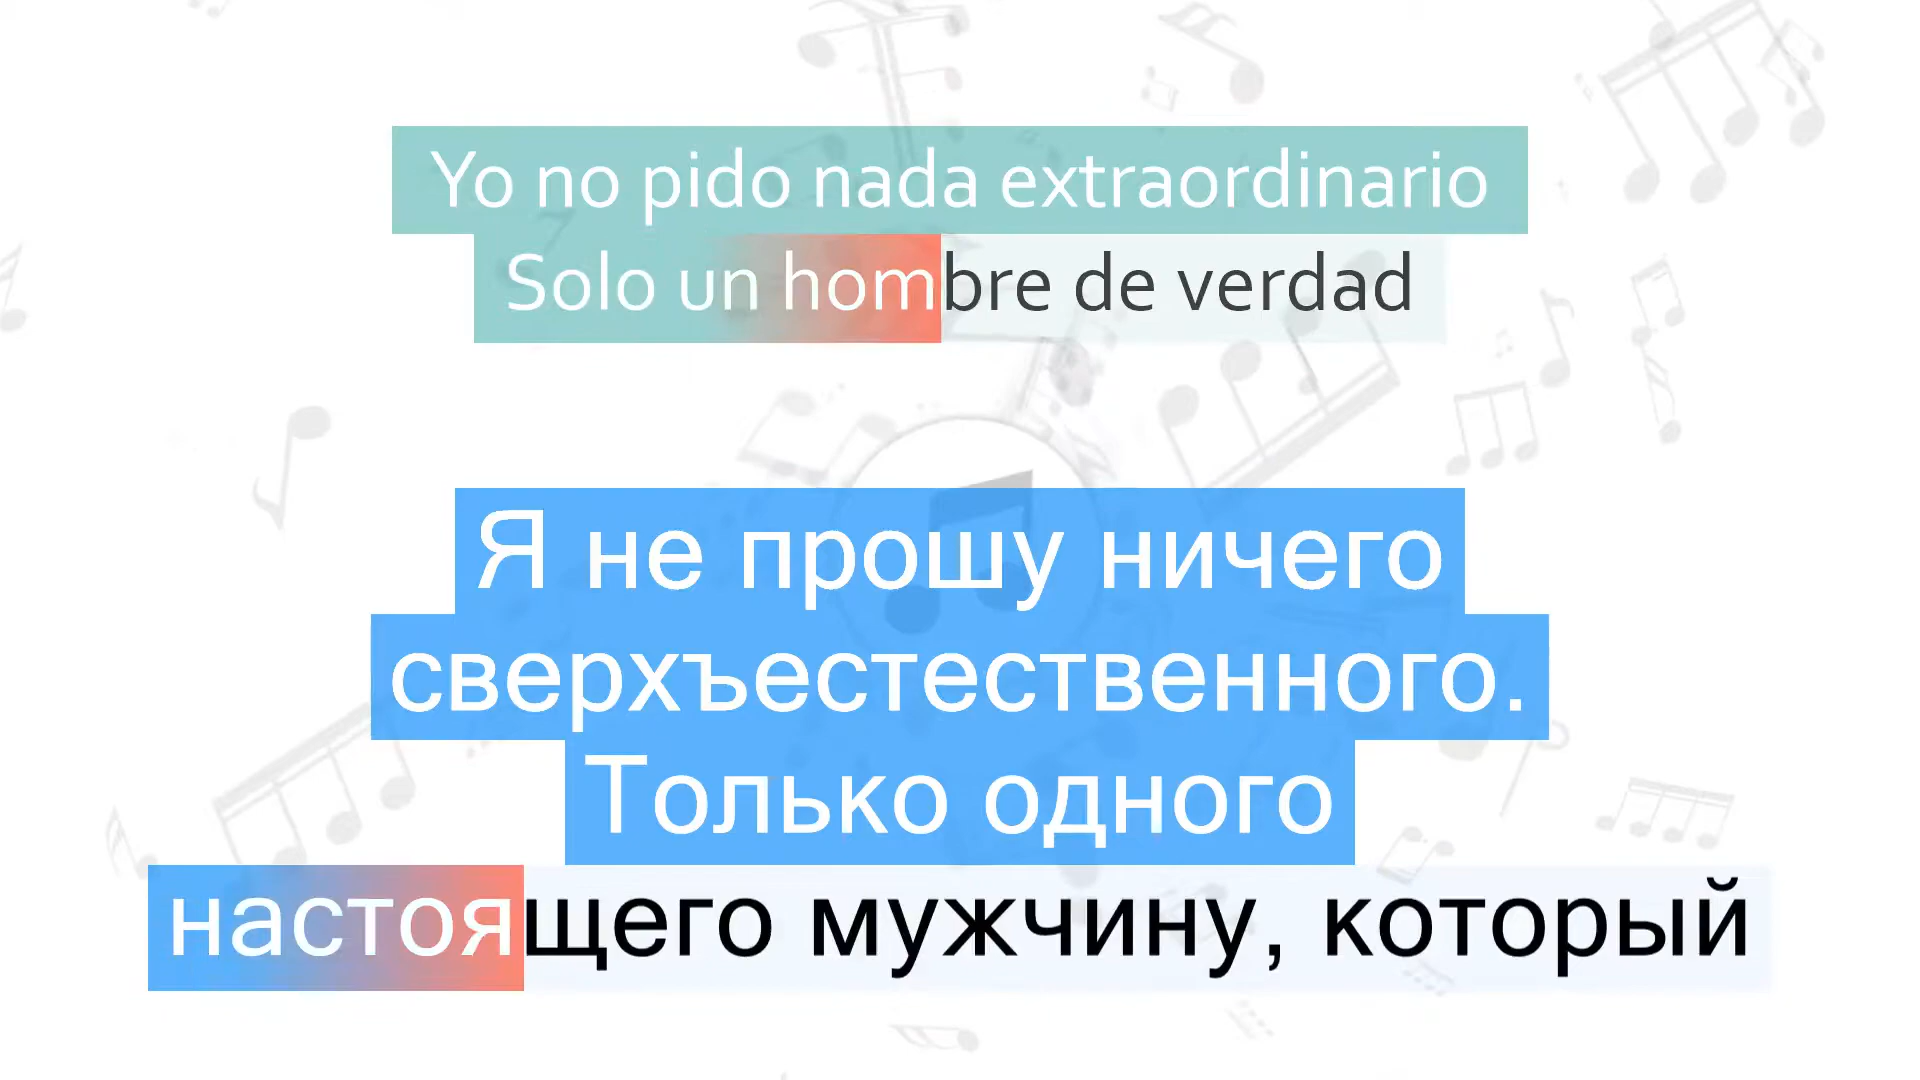 Yo no pido nada extraordinario
Solo un hombre de verdad
Я не прошу ничего
сверхъестественного.
Только одного
настоящего мужчину, который